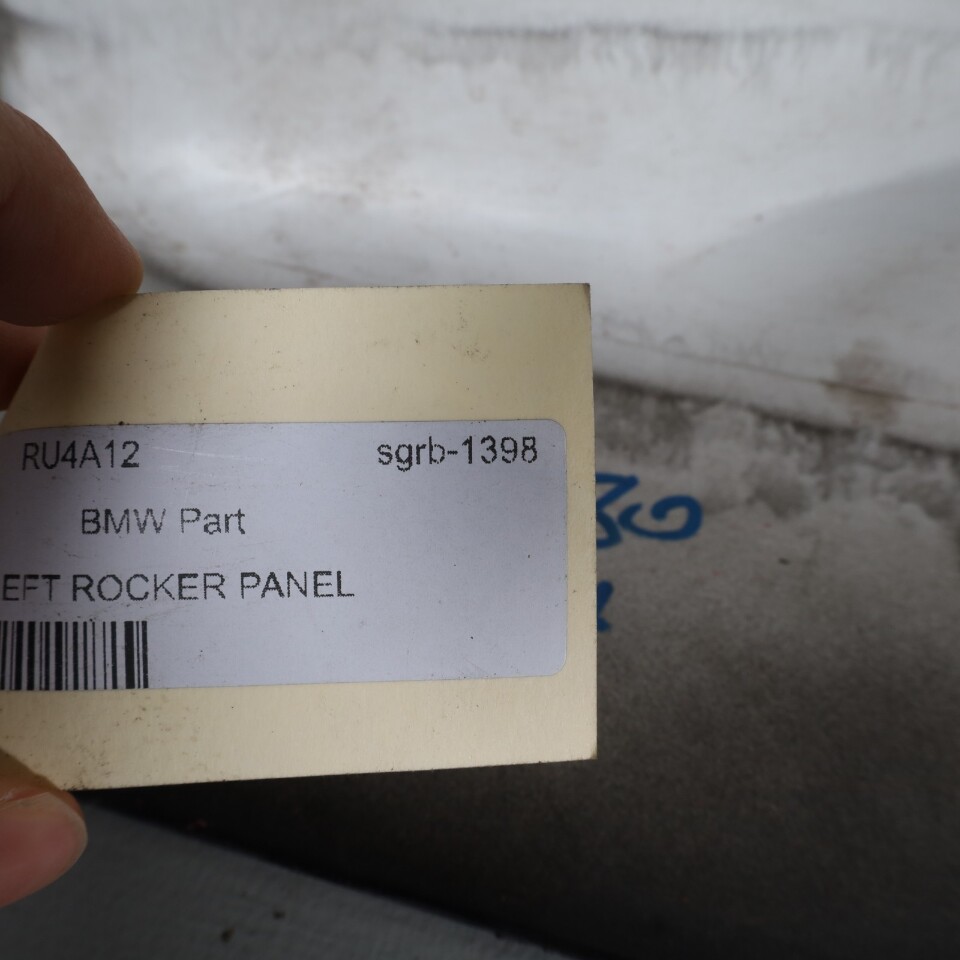 RU4A12 sgrb-1398
BMW Part
EFT ROCKER PANEL